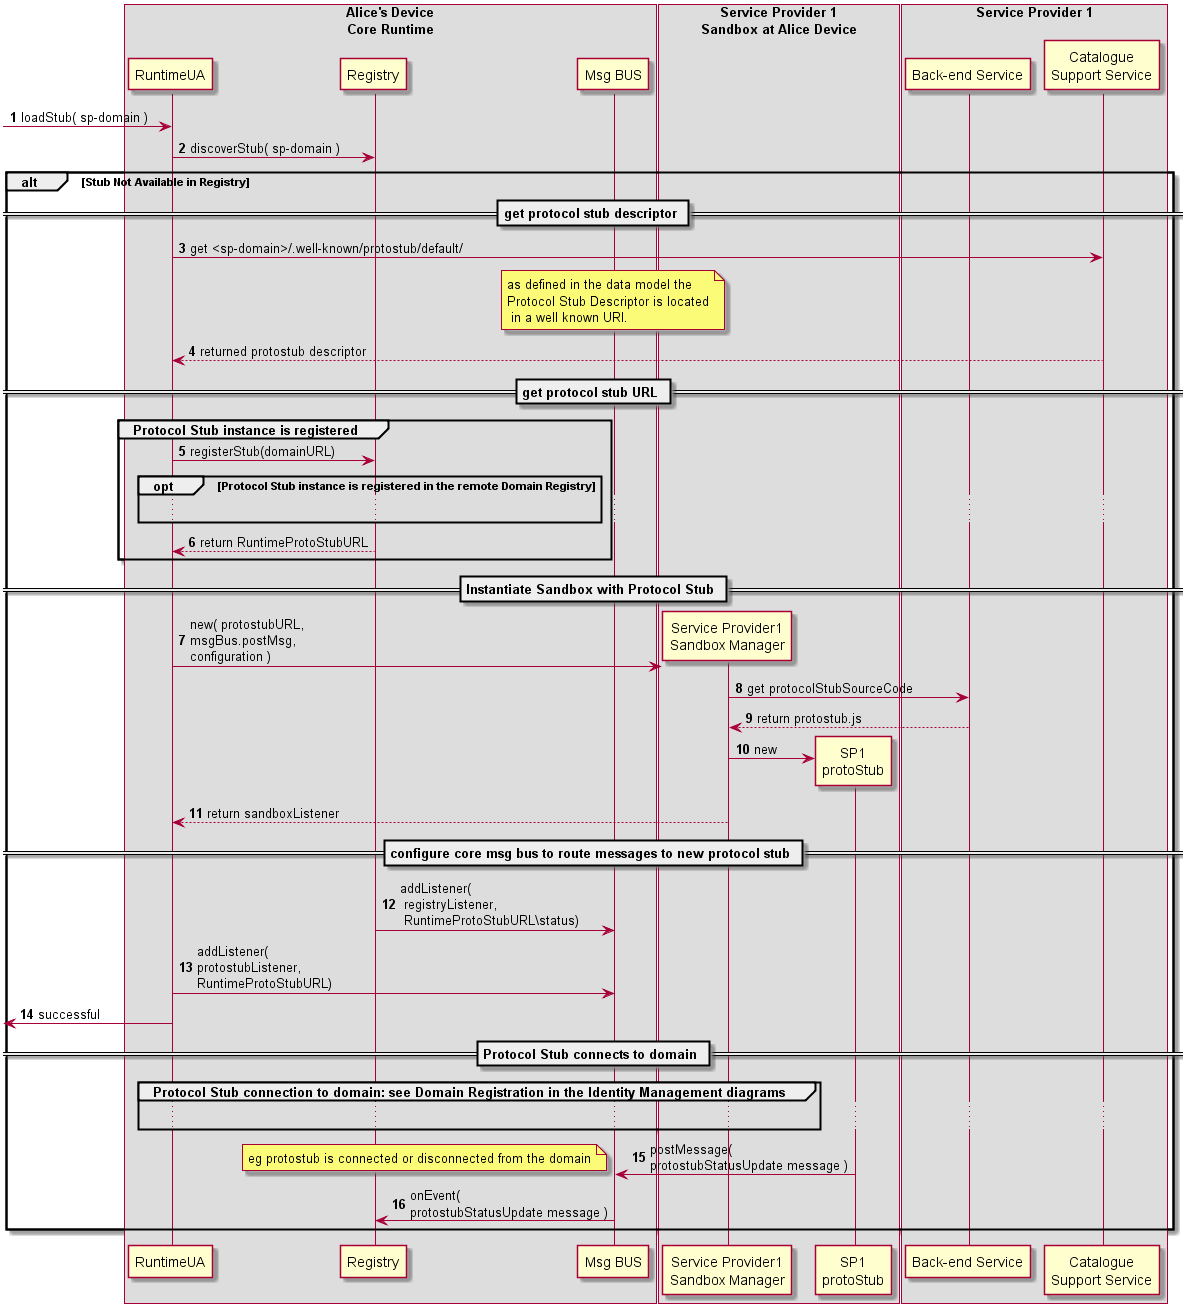 Alice's Device
Core Runtime
Service Provider 1
Sandbox at Alice Device
Service Provider 1
RuntimeUA
Registry
Msg BUS
Back-end Service
Catalogue
Support Service
1 loadStub( sp-domain )
2 discoverStub( sp-domain )
alt [Stub Not Available in Registry]
get protocol stub descriptor
3 get <sp-domain>/.well-known/protostub/default/
as defined in the data model the
Protocol Stub Descriptor is located
in a well known URI.
4 returned protostub descriptor
get protocol stub URL
Protocol Stub instance is registered
5 registerStub(domainURL)
opt [Protocol Stub instance is registered in the remote Domain Registry]
6 return RuntimeProtoStubURL
Instantiate Sandbox with Protocol Stub
new( protostubURL,
7 msgBus.postMsg,
configuration )
Service Provider1
Sandbox Manager
8 get protocolStubSourceCode
9 return protostub.js
10 new
SP1
protoStub
11 return sandboxListener
configure core msg bus to route messages to new protocol stub
addListener(
12 registryListener,
RuntimeProtoStubURL\status)
addListener(
13 protostubListener,
RuntimeProtoStubURL)
14 successful
Protocol Stub connects to domain
Protocol Stub connection to domain: see Domain Registration in the Identity Management diagrams
eg protostub is connected or disconnected from the domain
15 postMessage(
protostubStatusUpdate message )
16 onEvent(
protostubStatusUpdate message )
RuntimeUA
Registry
Msg BUS
Service Provider1
Sandbox Manager
SP1
protoStub
Back-end Service
Catalogue
Support Service